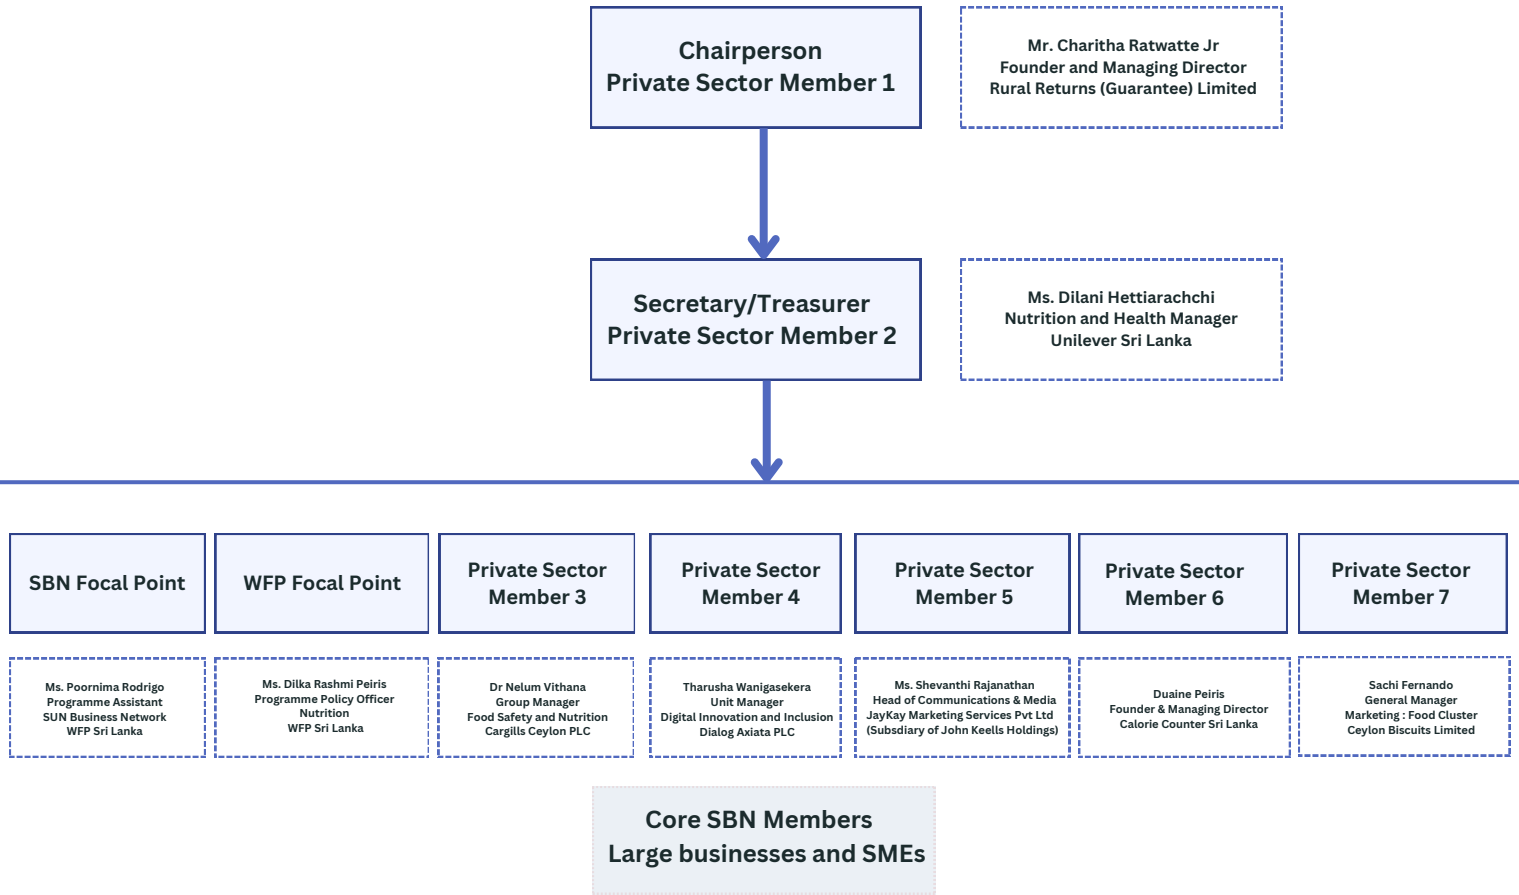 Chairperson
Private Sector Member 1
Mr. Charitha Ratwatte Jr
Founder and Managing Director
Rural Returns (Guarantee) Limited
Secretary/Treasurer
Private Sector Member 2
Ms. Dilani Hettiarachchi
Nutrition and Health Manager
Unilever Sri Lanka
SBN Focal Point
WFP Focal Point
Private Sector
Member 3
Private Sector
Member 4
Private Sector
Member 5
Private Sector
Member 6
Private Sector
Member 7
Ms. Poornima Rodrigo
Programme Assistant
SUN Business Network
WFP Sri Lanka
Ms. Dilka Rashmi Peiris
Programme Policy Officer
Nutrition
WFP Sri Lanka
Dr Nelum Vithana
Group Manager
Food Safety and Nutrition
Cargills Ceylon PLC
Tharusha Wanigasekera
Unit Manager
Digital Innovation and Inclusion
Dialog Axiata PLC
Ms. Shevanthi Rajanathan
Head of Communications & Media
JayKay Marketing Services Pvt Ltd
(Subsdiary of John Keells Holdings)
Duaine Peiris
Founder & Managing Director
Calorie Counter Sri Lanka
Sachi Fernando
General Manager
Marketing : Food Cluster
Ceylon Biscuits Limited
Core SBN Members
Large businesses and SMEs